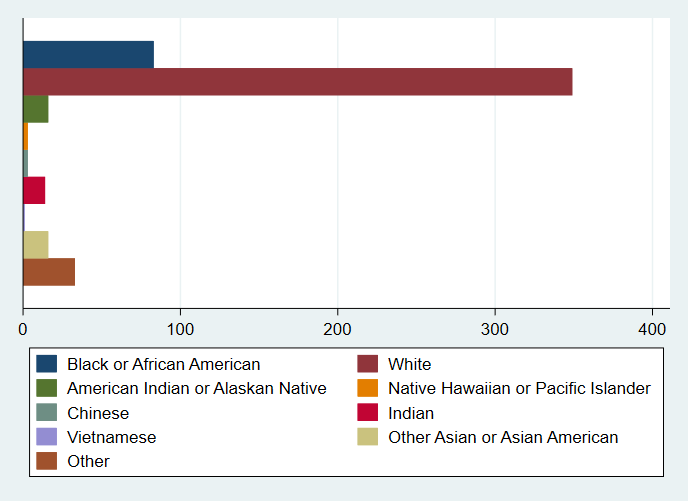 0 100 200 300 400
Black or African American White
American Indian or Alaskan Native Native Hawaiian or Pacific Islander
Chinese Indian
Vietnamese Other Asian or Asian American
Other